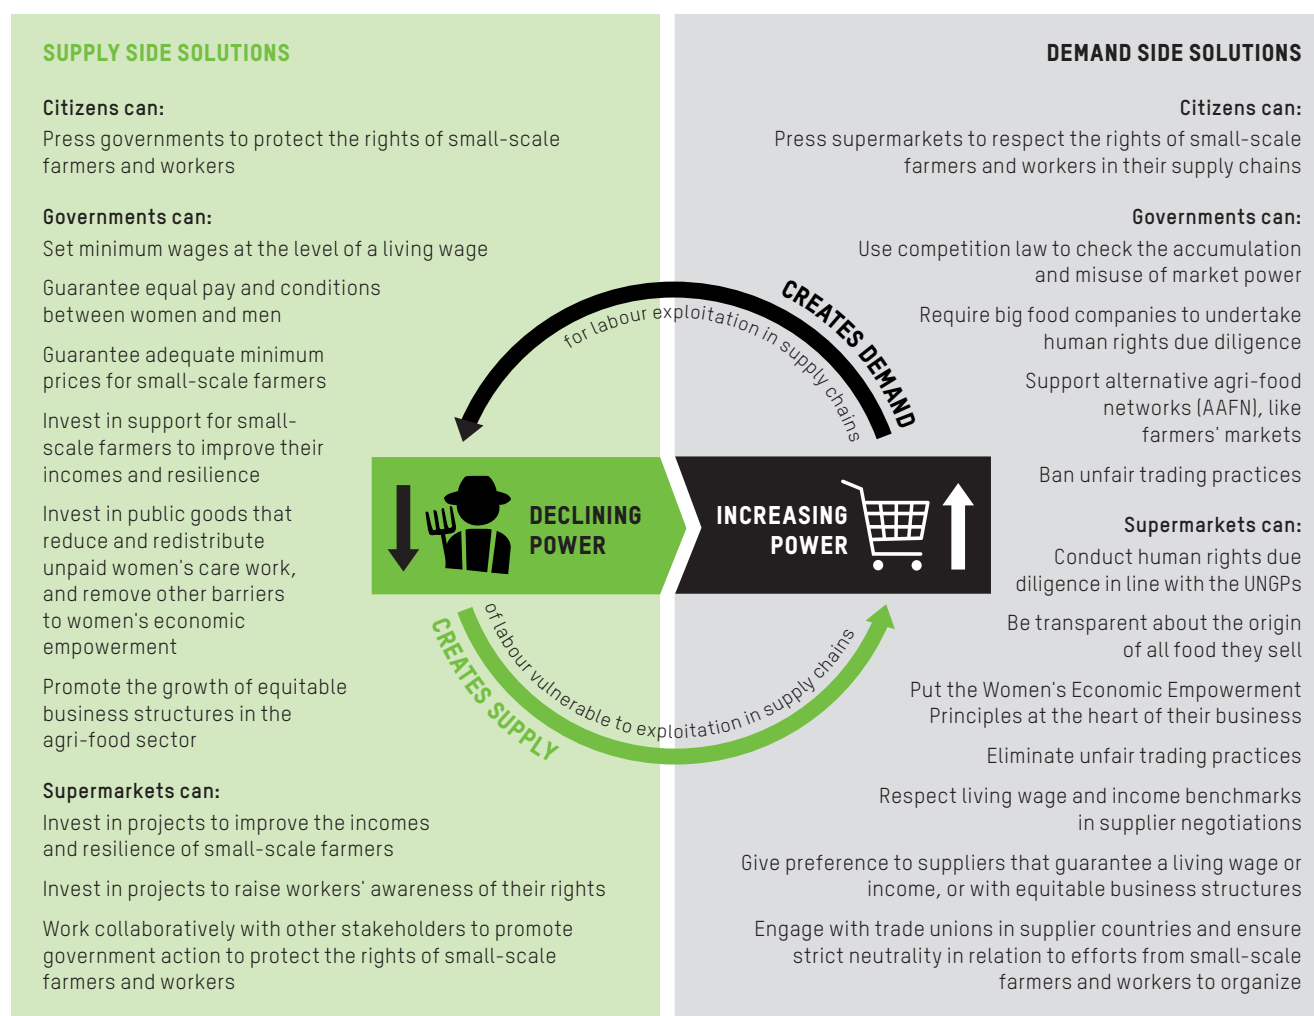 SUPPLY SIDE SOLUTIONS
Citizens can:
Press governments to protect the rights of small-scale
farmers and workers
Governments can:
Set minimum wages at the level of a living wage
Guarantee equal pay and conditions
between women and men
Guarantee adequate minimum
prices for small-scale farmers
Invest in support for small-
scale farmers to improve their
incomes and resilience
Invest in public goods that
reduce and redistribute
unpaid women's care work,
and remove other barriers
to women's economic
empowerment
Promote the growth of equitable
business structures in the
agri-food sector
Supermarkets can:
Invest in projects to improve the incomes
and resilience of small-scale farmers
Invest in projects to raise workers' awareness of their rights
Work collaboratively with other stakeholders to promote
government action to protect the rights of small-scale
farmers and workers
CREATES DEMAND
for labour exploitation in supply chains
DECLINING
POWER
INCREASING
POWER
CREATES SUPPLY
of labour vulnerable to exploitation in supply chains
DEMAND SIDE SOLUTIONS
Citizens can:
Press supermarkets to respect the rights of small-scale
farmers and workers in their supply chains
Governments can:
Use competition law to check the accumulation
and misuse of market power
Require big food companies to undertake
human rights due diligence
Support alternative agri-food
networks (AAFN), like
farmers' markets
Ban unfair trading practices
Supermarkets can:
Conduct human rights due
diligence in line with the UNGPs
Be transparent about the origin
of all food they sell
Put the Women's Economic Empowerment
Principles at the heart of their business
Eliminate unfair trading practices
Respect living wage and income benchmarks
in supplier negotiations
Give preference to suppliers that guarantee a living wage or
income, or with equitable business structures
Engage with trade unions in supplier countries and ensure
strict neutrality in relation to efforts from small-scale
farmers and workers to organize